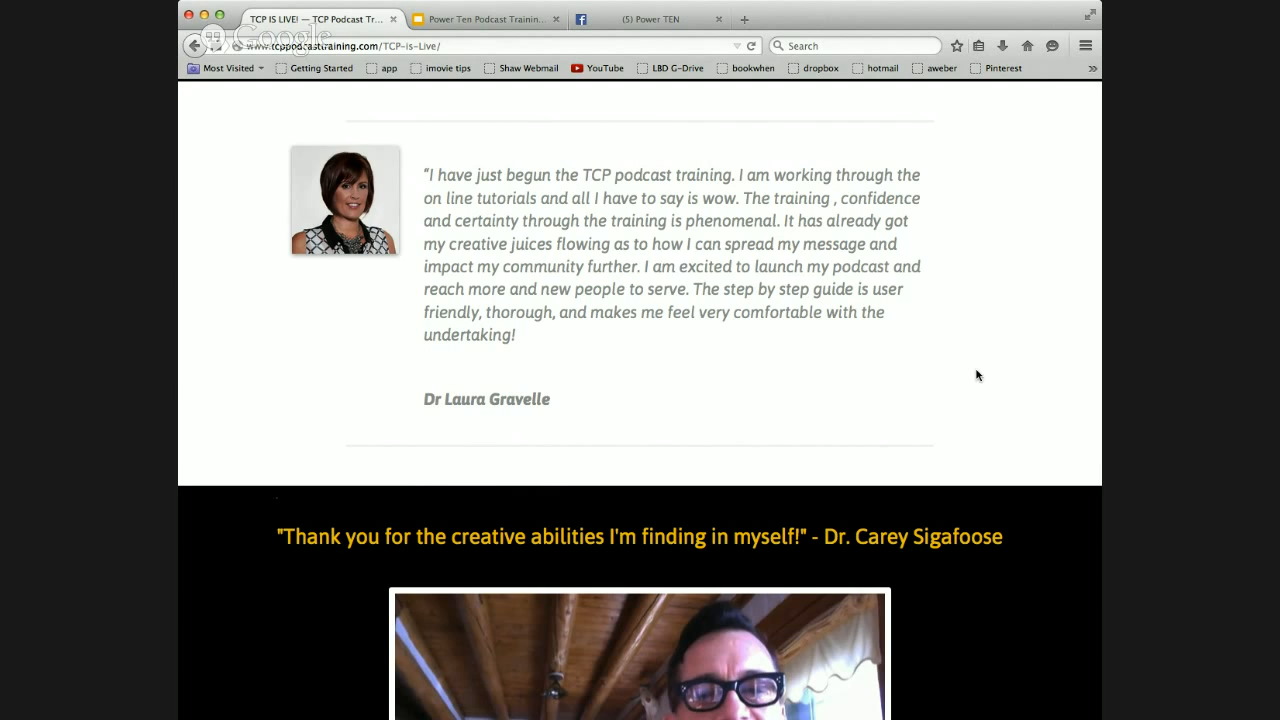 TCP IS LIVE! — TCP Podcast Tr...
Power Ten Podcast Trainin...
(5) Power TEN
Google
www.tcppodcasttraining.com/TCP-is-Live/
Search
Most Visited
Getting Started
app
imovie tips
Shaw Webmail
YouTube
LBD G-Drive
bookwhen
dropbox
hotmail
aweber
Pinterest
"I have just begun the TCP podcast training. I am working through the
on line tutorials and all I have to say is wow. The training , confidence
and certainty through the training is phenomenal. It has already got
my creative juices flowing as to how I can spread my message and
impact my community further. I am excited to launch my podcast and
reach more and new people to serve. The step by step guide is user
friendly, thorough, and makes me feel very comfortable with the
undertaking!
Dr Laura Gravelle
"Thank you for the creative abilities I'm finding in myself!" - Dr. Carey Sigafoose